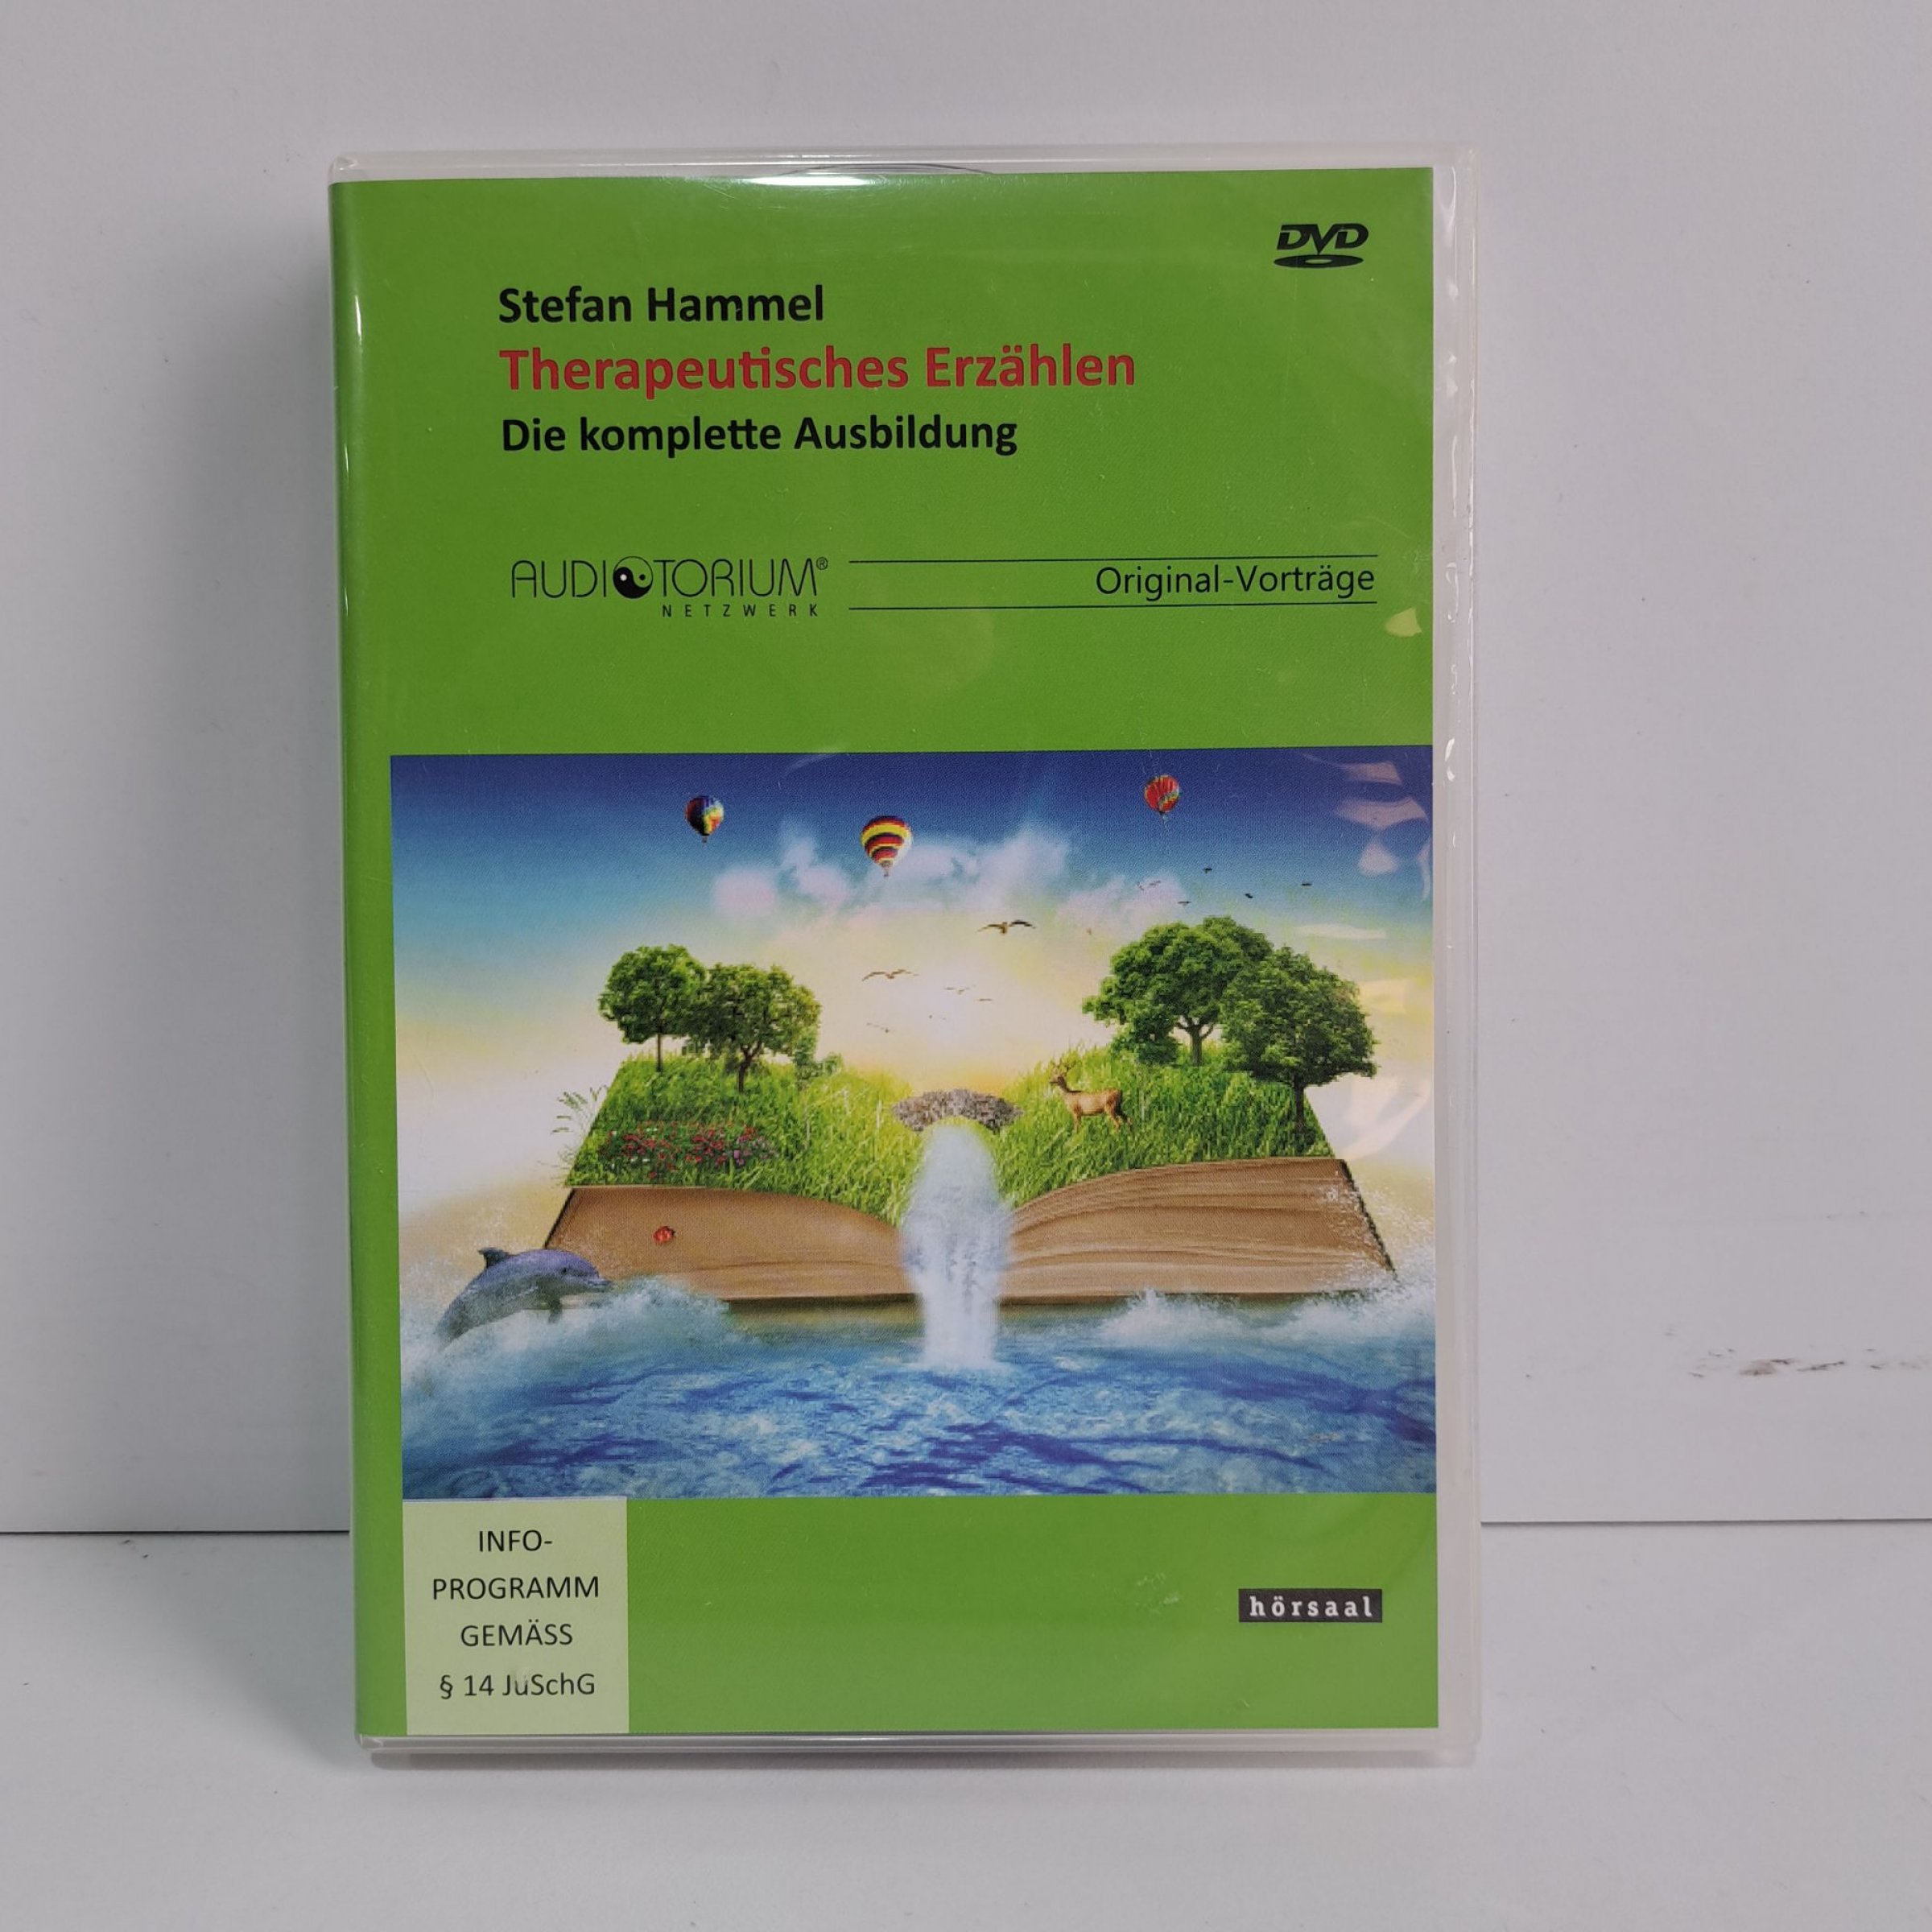 DVD
Stefan Hammel
Therapeutisches Erzählen
Die komplette Ausbildung
AUDIOTORIUM®
NETZWERK
Original-Vorträge
INFO-
PROGRAMM
GEMÄSS
§ 14 JuSchG
hörsaal